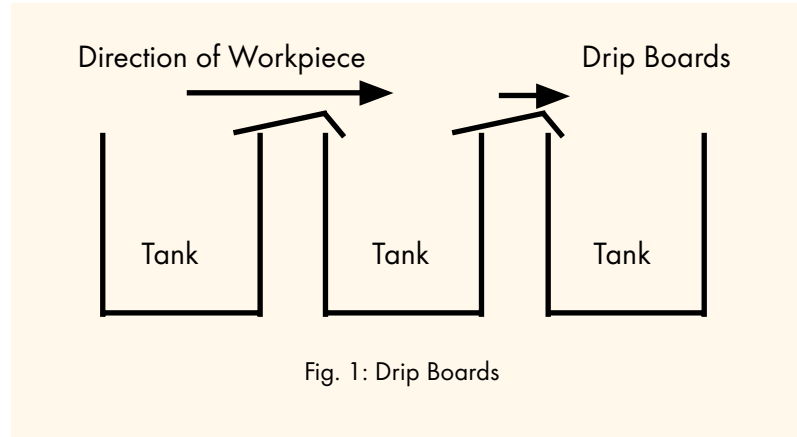 Direction of Workpiece
Drip Boards
Tank
Tank
Tank
Fig. 1: Drip Boards